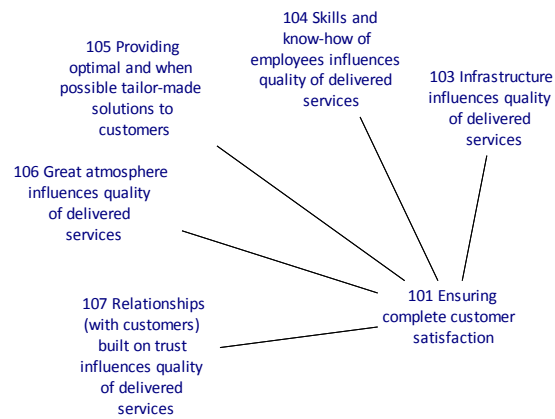 104 Skills and
know-how of
employees influences
quality of delivered
services
105 Providing
optimal and when
possible tailor-made
solutions to
customers
103 Infrastructure
influences quality
of delivered
services
106 Great atmosphere
influences quality
of delivered
services
101 Ensuring
complete customer
satisfaction
107 Relationships
(with customers)
built on trust
influences quality
of delivered
services